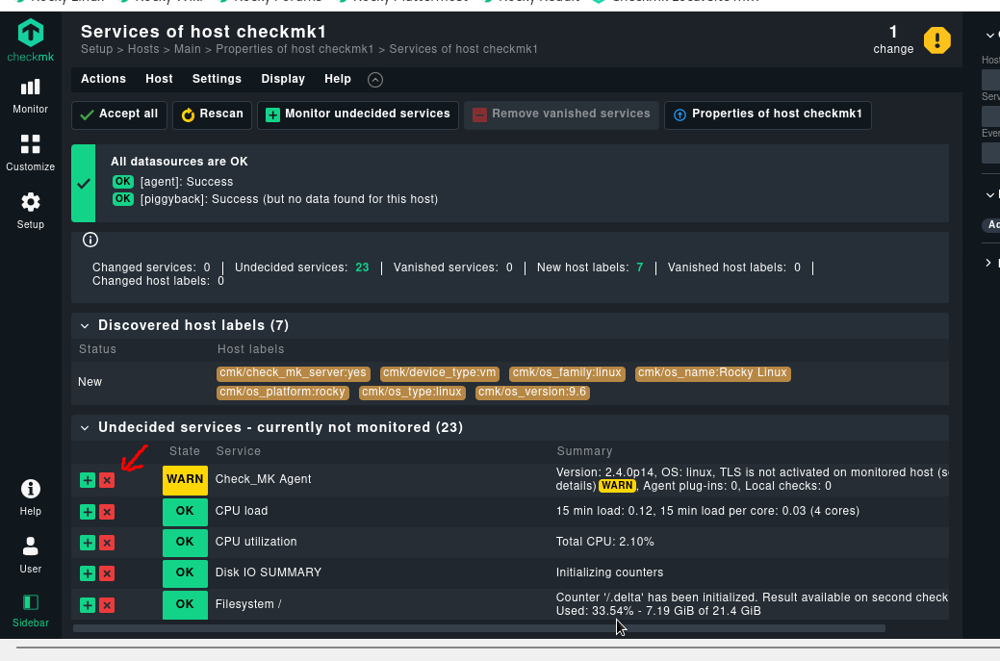 Services of host checkmk1
Setup > Hosts > Main > Properties of host checkmk1 > Services of host checkmk1
1
change
checkmk
Monitor
Customize
Setup
Help
User
Sidebar
Actions Host Settings Display Help
Accept all Rescan Monitor undecided services Remove vanished services Properties of host checkmk1
All datasources are OK
OK [agent]: Success
OK [piggyback]: Success (but no data found for this host)
Changed services: 0 | Undecided services: 23 | Vanished services: 0 | New host labels: 7 | Vanished host labels: 0 |
Changed host labels: 0
Discovered host labels (7)
Status Host labels
New
cmk/check_mk_server:yes cmk/device_type:vm cmk/os_family:linux cmk/os_name:Rocky Linux
cmk/os_platform:rocky cmk/os_type:linux cmk/os_version:9.6
Undecided services - currently not monitored (23)
State Service Summary
WARN Check_MK Agent Version: 2.4.0p14, OS: linux, TLS is not activated on monitored host (s
details) WARN, Agent plug-ins: 0, Local checks: 0
OK CPU load 15 min load: 0.12, 15 min load per core: 0.03 (4 cores)
OK CPU utilization Total CPU: 2.10%
OK Disk IO SUMMARY Initializing counters
OK Filesystem / Counter '/.delta' has been initialized. Result available on second check
Used: 33.54% - 7.19 GiB of 21.4 GiB
Host
Serv
Even